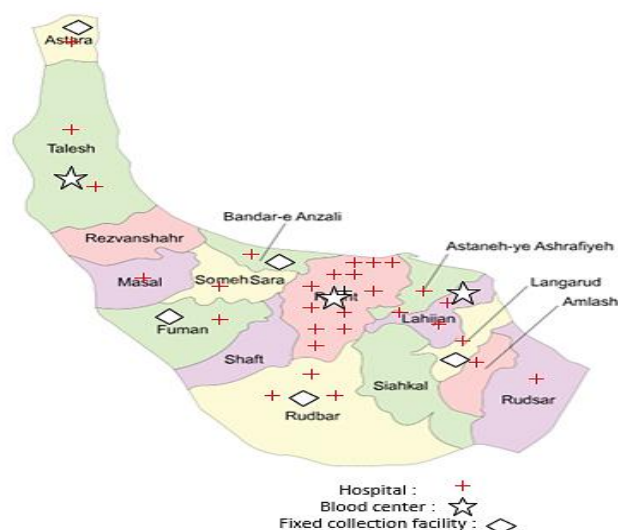 Astara
Talesh
Bandar-e Anzali
Rezvanshahr
Astaneh-ye Ashrafiyeh
Masal
SomehSara
Langarud
Amlash
Fuman
Lahijan
Shaft
Siahkal
Rudsar
Rudbar
Hospital :
Blood center :
Fixed collection facility :